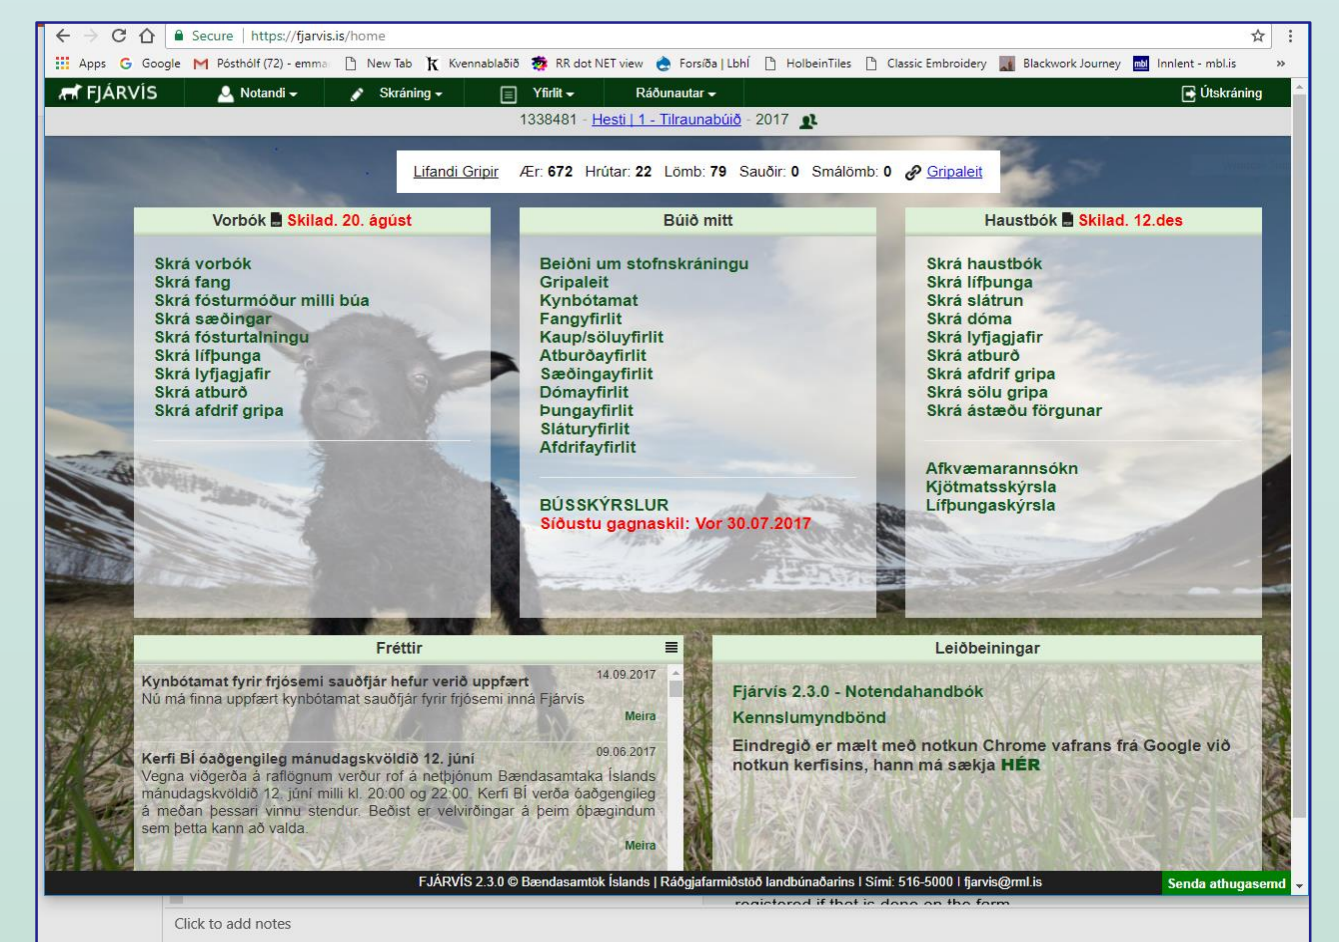 Secure | https://fjarvis.is/home
Apps Google Pósthólf (72) - emma New Tab Kvennablaðið RR dot NET view Forsíða | LbhÍ HolbeinTiles Classic Embroidery Blackwork Journey Innlent - mbl.is »
FJÁRVÍS Notandi Skráning Yfirlit Ráðunautar Útskráning
1338481 - Hesti | 1 - Tilraunabúið - 2017
Lifandi Gripir Ær: 672 Hrútar: 22 Lömb: 79 Sauðir: 0 Smálömb: 0 Gripaleit
Vorbók Skilad. 20. ágúst
Skrá vorbók
Skrá fang
Skrá fósturmóður milli búa
Skrá sæðingar
Skrá fósturtalningu
Skrá lífþunga
Skrá lyfjagjafir
Skrá atburð
Skrá afdrif gripa
Búið mitt
Beiðni um stofnskráningu
Gripaleit
Kynbótamat
Fangyfirlit
Kaup/söluyfirlit
Atburðayfirlit
Sæðingayfirlit
Dómayfirlit
Þungayfirlit
Sláturyfirlit
Afdrifayfirlit
BÚSSKÝRSLUR
Síðustu gagnaskil: Vor 30.07.2017
Haustbók Skilad. 12.des
Skrá haustbók
Skrá lífþunga
Skrá slátrun
Skrá dóma
Skrá lyfjagjafir
Skrá atburð
Skrá afdrif gripa
Skrá sölu gripa
Skrá ástæðu förgunar
Afkvæmarannsókn
Kjötmatsskýrsla
Lífþungaskýrsla
Fréttir
14.09.2017
Kynbótamat fyrir frjósemi sauðfjár hefur verið uppfært
Nú má finna uppfært kynbótamat sauðfjár fyrir frjósemi inná Fjárvís
Meira
09.06.2017
Kerfi BÍ óaðgengileg mánudagskvöldið 12. júní
Vegna viðgerða á raflögnum verður rof á netþjónum Bændasamtaka Íslands
mánudagskvöldið 12. júní milli kl. 20:00 og 22:00. Kerfi BÍ verða óaðgengileg
á meðan þessari vinnu stendur. Beðist er velvirðingar á þeim óþægindum
sem þetta kann að valda.
Meira
Leiðbeiningar
Fjárvís 2.3.0 - Notendahandbók
Kennslumyndbönd
Eindregið er mælt með notkun Chrome vafrans frá Google við
notkun kerfisins, hann má sækja HÉR
FJÁRVÍS 2.3.0 © Bændasamtök Íslands | Ráðgjafarmiðstöð landbúnaðarins | Sími: 516-5000 | fjarvis@rml.is
Senda athugasemd
registered if that is done on the form
Click to add notes